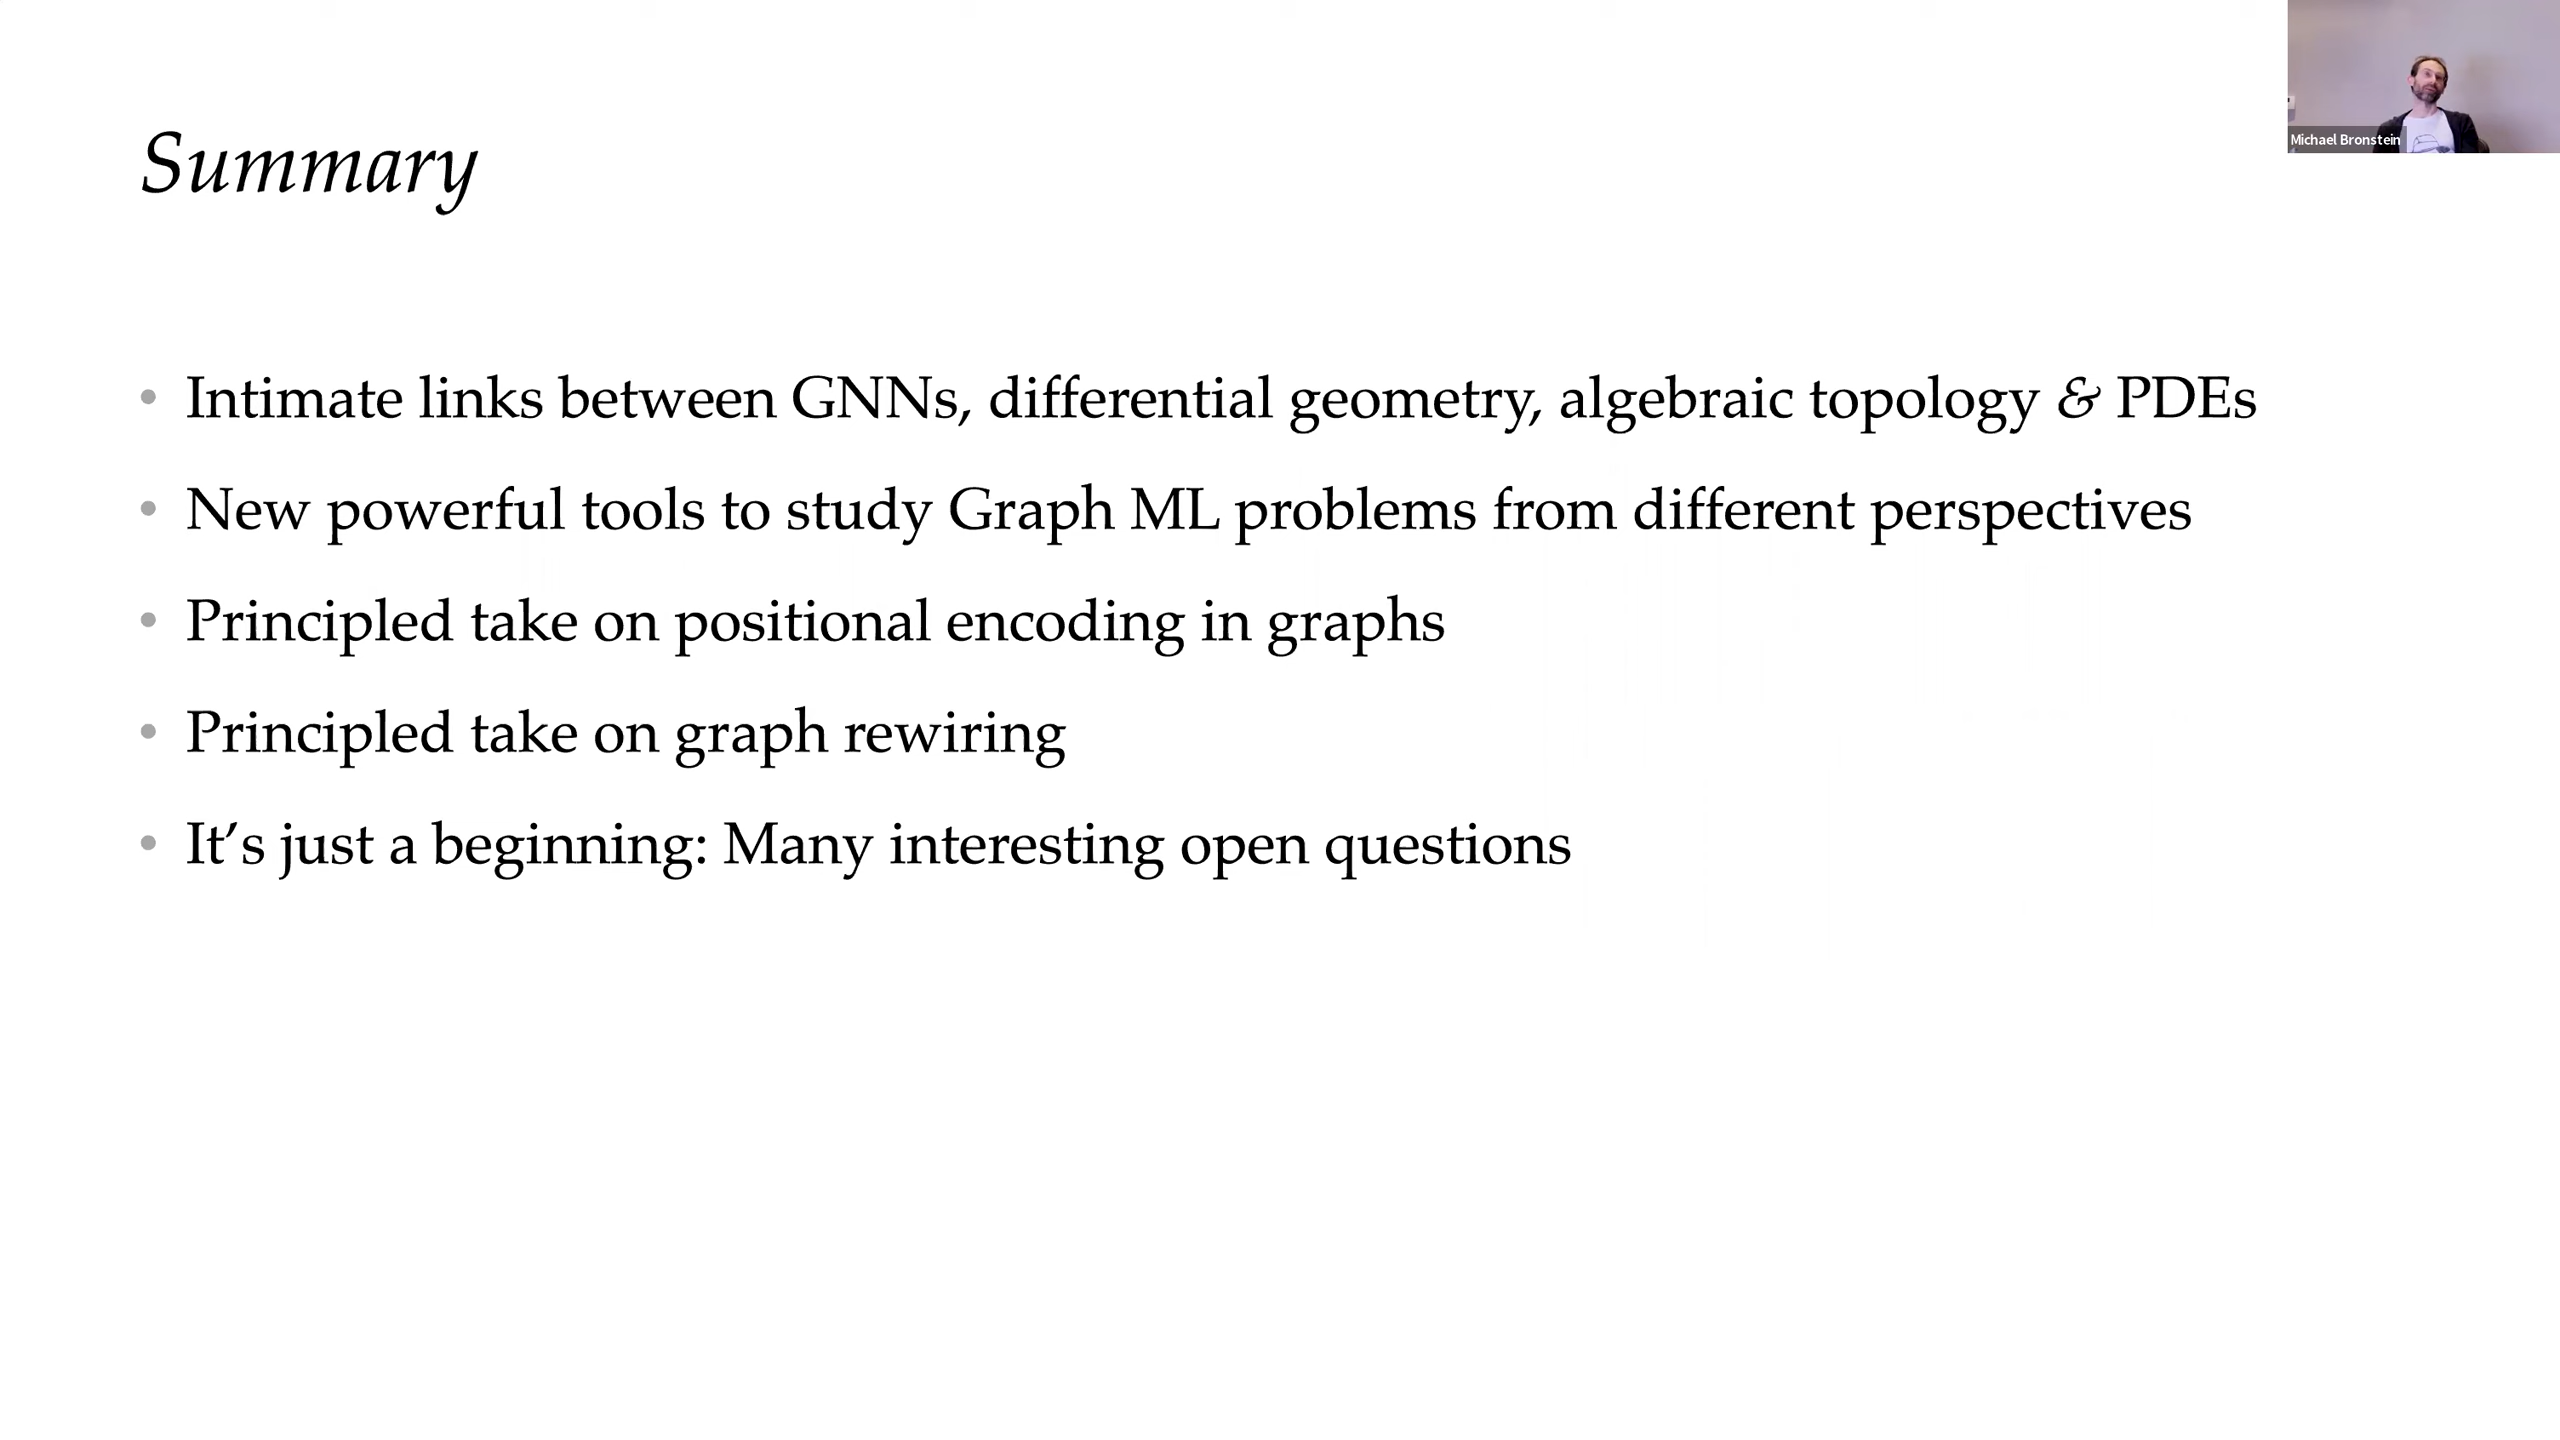 Michael Bronstein
Summary
• Intimate links between GNNs, differential geometry, algebraic topology & PDEs
• New powerful tools to study Graph ML problems from different perspectives
• Principled take on positional encoding in graphs
• Principled take on graph rewiring
• It’s just a beginning: Many interesting open questions